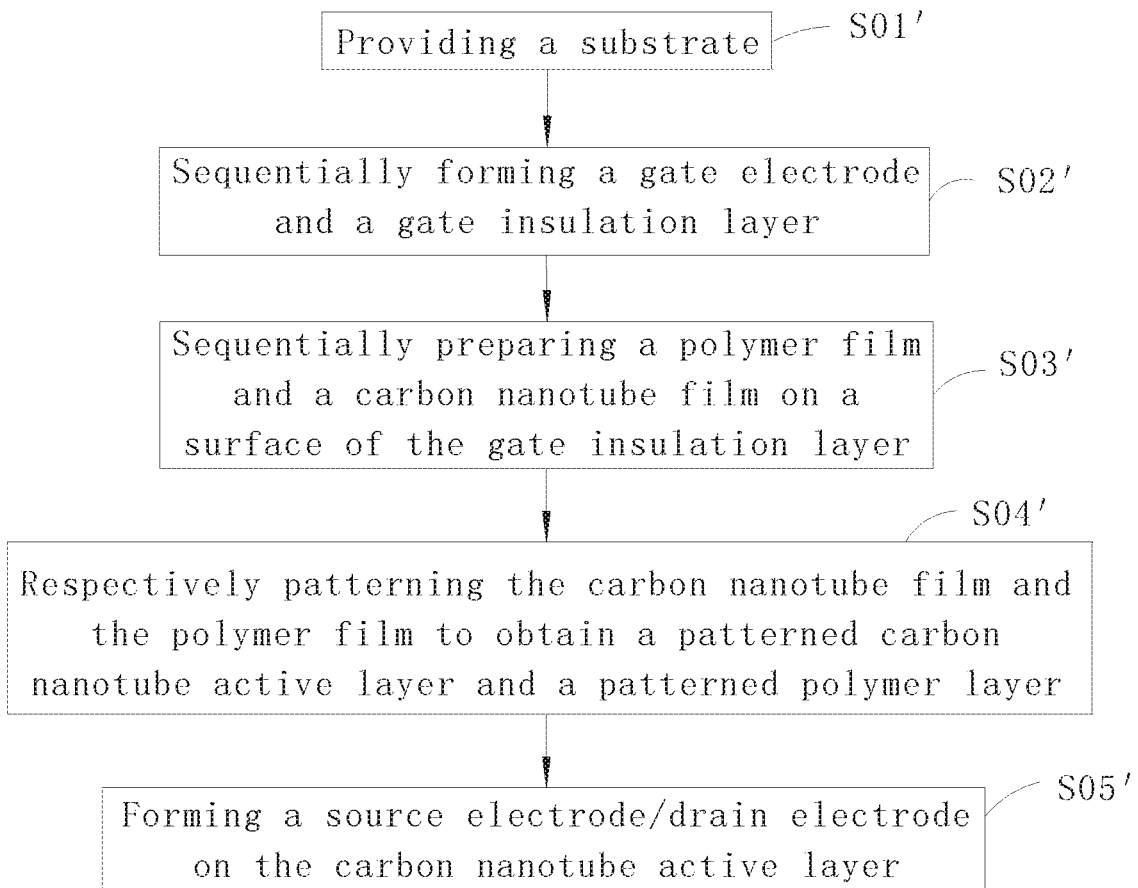 Providing a substrate
S01′
Sequentially forming a gate electrode
and a gate insulation layer
S02′
Sequentially preparing a polymer film
and a carbon nanotube film on a
surface of the gate insulation layer
S03′
S04′
Respectively patterning the carbon nanotube film and
the polymer film to obtain a patterned carbon
nanotube active layer and a patterned polymer layer
S05′
Forming a source electrode/drain electrode
on the carbon nanotube active layer